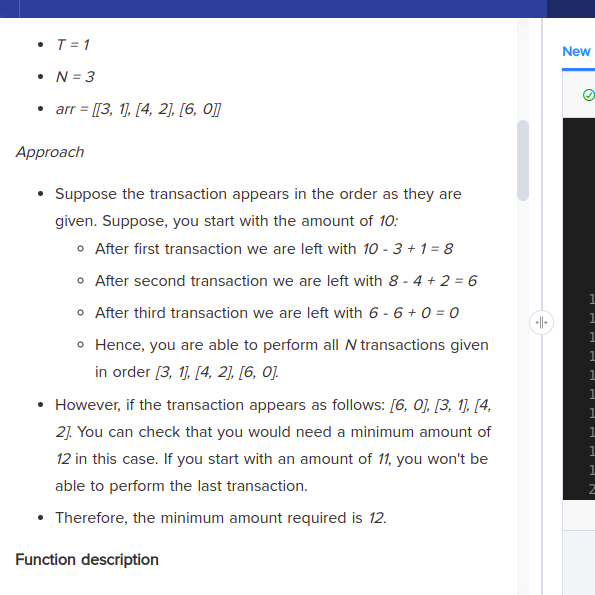 T = 1
N = 3
arr = [[3, 1], [4, 2], [6, 0]]
Approach
Suppose the transaction appears in the order as they are
given. Suppose, you start with the amount of 10:
After first transaction we are left with 10 - 3 + 1 = 8
After second transaction we are left with 8 - 4 + 2 = 6
After third transaction we are left with 6 - 6 + 0 = 0
Hence, you are able to perform all N transactions given
in order [3, 1], [4, 2], [6, 0].
However, if the transaction appears as follows: [6, 0], [3, 1], [4,
2]. You can check that you would need a minimum amount of
12 in this case. If you start with an amount of 11, you won't be
able to perform the last transaction.
Therefore, the minimum amount required is 12.
Function description
New
1
1
1
1
1
1
1
1
1
1
2